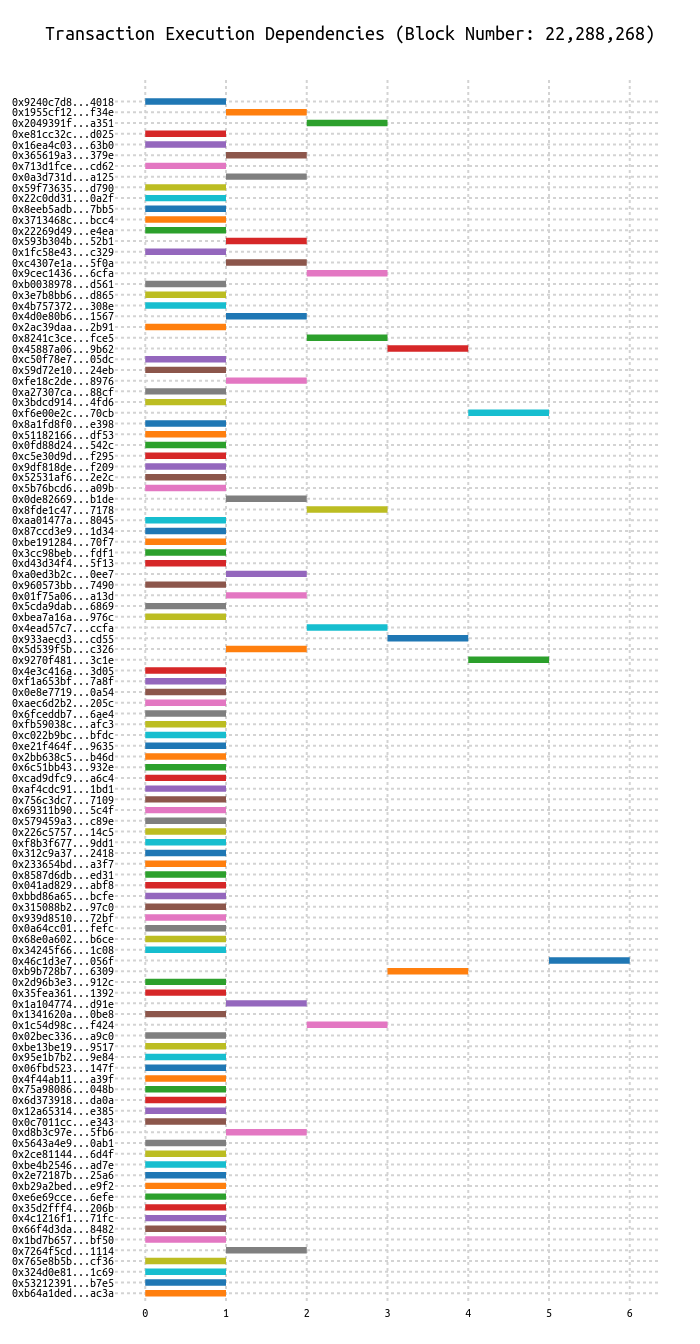 Transaction Execution Dependencies (Block Number: 22,288,268)
0x9240c7d8...4018
0x1955cf12...f34e
0x2049391f...a351
0xe81cc32c...d025
0x16ea4c03...63b0
0x365619a3...379e
0x713d1fce...cd62
0x0a3d731d...a125
0x59f73635...d790
0x22c0dd31...0a2f
0x8eeb5adb...7bb5
0x3713468c...bcc4
0x22269d49...e4ea
0x593b304b...52b1
0x1fc58e43...c329
0xc4307e1a...5f0a
0x9cec1436...6cfa
0xb0038978...d561
0x3e7b8bb6...d865
0x4b757372...308e
0x4d0e80b6...1567
0x2ac39daa...2b91
0x8241c3ce...fce5
0x45887a06...9b62
0xc50f78e7...05dc
0x59d72e10...24eb
0xfe18c2de...8976
0xa27307ca...88cf
0x3bdcd914...4fd6
0xf6e00e2c...70cb
0x8a1fd8f0...e398
0x51182166...df53
0x0fd88d24...542c
0xc5e30d9d...f295
0x9df818de...f209
0x52531af6...2e2c
0x5b76bcd6...a09b
0x0de82669...b1de
0x8fde1c47...7178
0xaa01477a...8045
0x87ccd3e9...1d34
0xbe191284...70f7
0x3cc98beb...fdf1
0xd43d34f4...5f13
0xa0ed3b2c...0ee7
0x960573bb...7490
0x01f75a06...a13d
0x5cda9dab...6869
0xbea7a16a...976c
0x4ead57c7...ccfa
0x933aecd3...cd55
0x5d539f5b...c326
0x9270f481...3c1e
0x4e3c416a...3d05
0xf1a653bf...7a8f
0x0e8e7719...0a54
0xaec6d2b2...205c
0x6fceddb7...6ae4
0xfb59038c...afc3
0xc022b9bc...bfdc
0xe21f464f...9635
0x2bb638c5...b46d
0x6c51bb43...932e
0xcad9dfc9...a6c4
0xaf4cdc91...1bd1
0x756c3dc7...7109
0x69311b90...5c4f
0x579459a3...c89e
0x226c5757...14c5
0xf8b3f677...9dd1
0x312c9a37...2418
0x233654bd...a3f7
0x8587d6db...ed31
0x041ad829...abf8
0xbbd86a65...bcfe
0x315088b2...97c0
0x939d8510...72bf
0x0a64cc01...fefc
0x68e0a602...b6ce
0x34245f66...1c08
0x46c1d3e7...056f
0xb9b728b7...6309
0x2d96b3e3...912c
0x35fea361...1392
0x1a104774...d91e
0x1341620a...0be8
0x1c54d98c...f424
0x02bec336...a9c0
0xbe13be19...9517
0x95e1b7b2...9e84
0x06fbd523...147f
0x4f44ab11...a39f
0x75a98086...048b
0x6d373918...da0a
0x12a65314...e385
0x0c7011cc...e343
0xd8b3c97e...5fb6
0x5643a4e9...0ab1
0x2ce81144...6d4f
0xbe4b2546...ad7e
0x2e72187b...25a6
0xb29a2bed...e9f2
0xe6e69cce...6efe
0x35d2fff4...206b
0x4c1216f1...71fc
0x66f4d3da...8482
0x1bd7b657...bf50
0x7264f5cd...1114
0x765e8b5b...cf36
0x324d0e81...1c69
0x53212391...b7e5
0xb64a1ded...ac3a
0 1 2 3 4 5 6